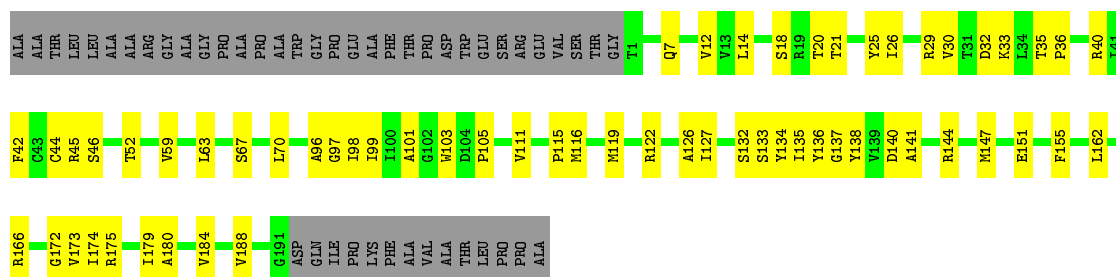 ALA ALA THR LEU LEU ALA ALA ALA ARG GLY ALA GLY PRO ALA PRO ALA TRP GLY PRO GLU ALA PHE THR PRO ASP TRP GLU SER ARG GLU VAL SER THR GLY T1 Q7 V12 V13 L14 S18 R19 T20 T21 Y25 I26 R29 V30 T31 D32 K33 L34 T35 P36 R40 I41
F42 C43 C44 R45 S46 T52 V59 L63 S67 L70 A96 G97 I98 I99 I100 A101 G102 W103 D104 P105 V111 P115 M116 M119 R122 A126 I127 S132 S133 Y134 I135 Y136 G137 Y138 V139 D140 A141 R144 M147 E151 F155 L162
R166 G172 V173 I174 R175 I179 A180 V184 V188 G191 ASP GLN ILE PRO LYS PHE ALA VAL ALA THR LEU PRO PRO ALA